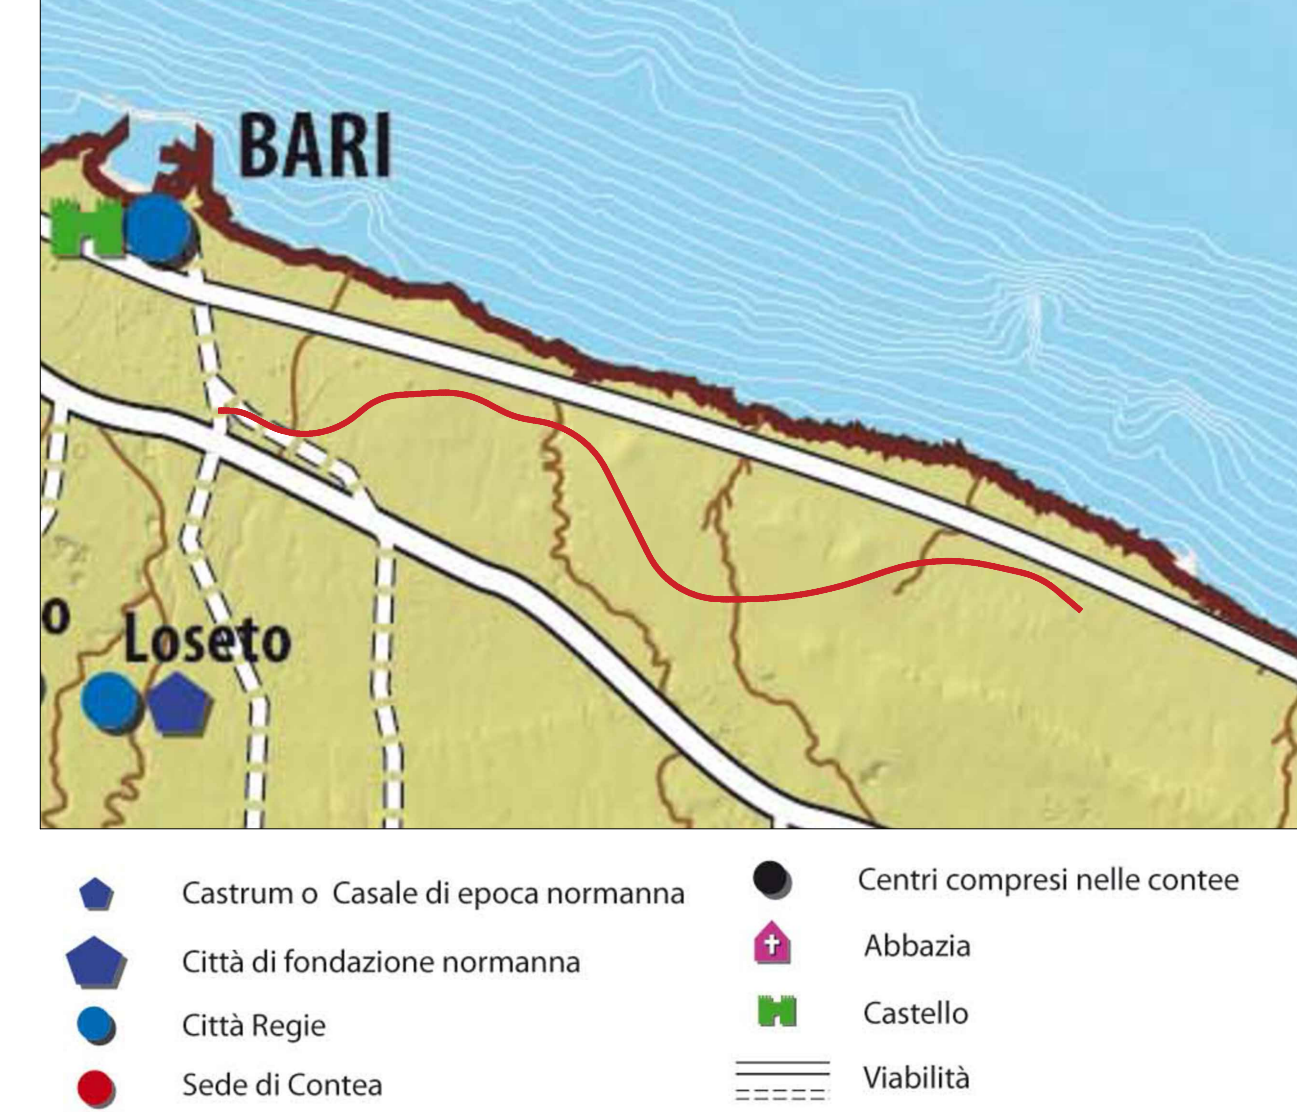 BARI
o
Loseto
Castrum o Casale di epoca normanna
Città di fondazione normanna
Città Regie
Sede di Contea
Centri compresi nelle contee
Abbazia
Castello
Viabilità